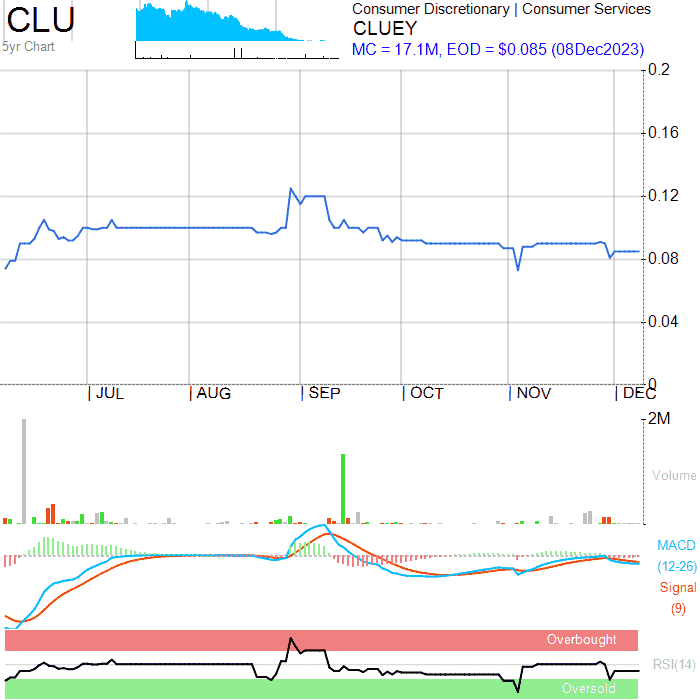 CLU
5yr Chart
Consumer Discretionary | Consumer Services
CLUEY
MC = 17.1M, EOD = $0.085 (08Dec2023)
0.2
0.16
0.12
0.08
0.04
0
JUL
AUG
SEP
OCT
NOV
DEC
2M
Volume
MACD
(12-26)
Signal
(9)
Overbought
RSI(14)
Oversold